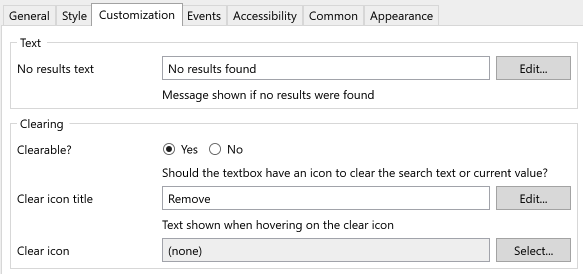 General Style Customization Events Accessibility Common Appearance
Text
No results text No results found Edit...
Message shown if no results were found
Clearing
Clearable? Yes No
Should the textbox have an icon to clear the search text or current value?
Clear icon title Remove Edit...
Text shown when hovering on the clear icon
Clear icon (none) Select...